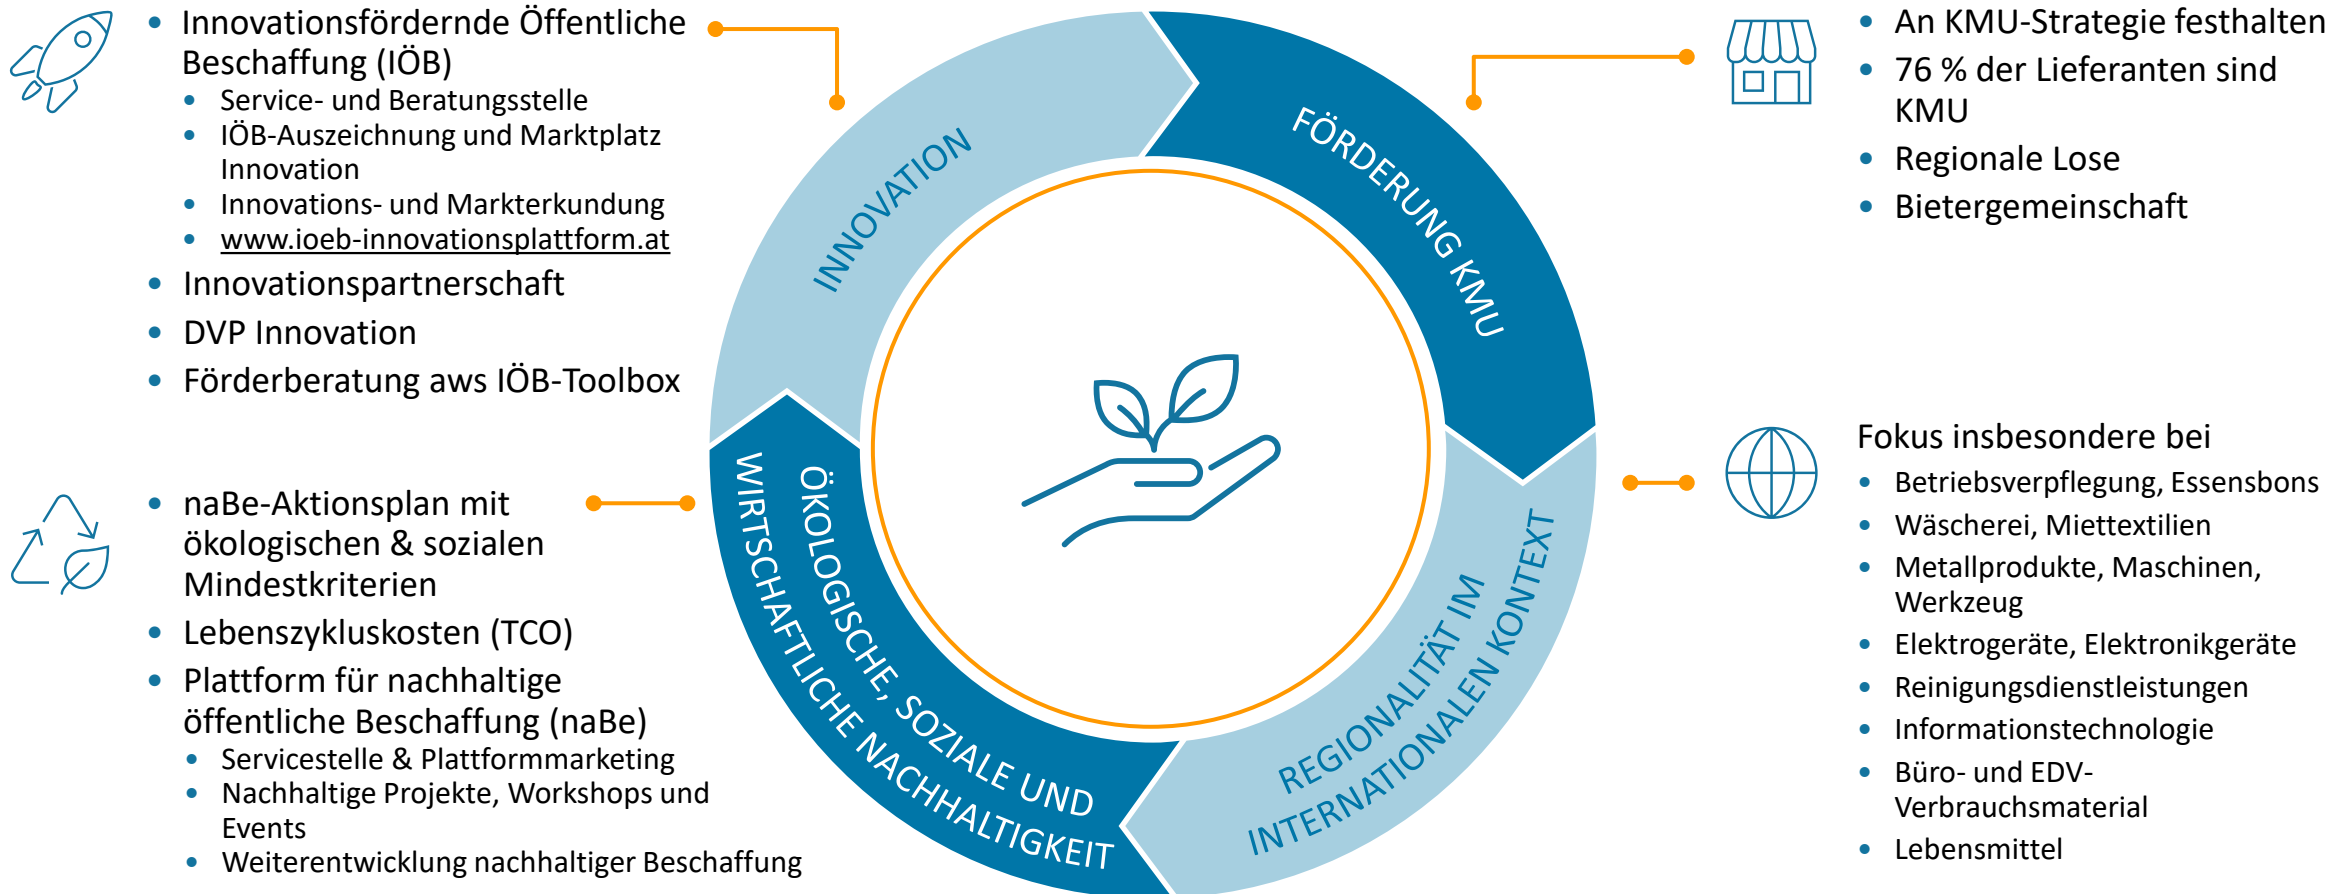 • Innovationsfördernde Öffentliche
Beschaffung (IÖB)
• Service- und Beratungsstelle
• IÖB-Auszeichnung und Marktplatz
Innovation
• Innovations- und Markterkundung
• www.ioeb-innovationsplattform.at
• Innovationspartnerschaft
• DVP Innovation
• Förderberatung aws IÖB-Toolbox
• naBe-Aktionsplan mit
ökologischen & sozialen
Mindestkriterien
• Lebenszykluskosten (TCO)
• Plattform für nachhaltige
öffentliche Beschaffung (naBe)
• Servicestelle & Plattformmarketing
• Nachhaltige Projekte, Workshops und
Events
• Weiterentwicklung nachhaltiger Beschaffung
INNOVATION
FÖRDERUNG KMU
REGIONALITÄT IM
INTERNATIONALEN KONTEXT
ÖKOLOGISCHE, SOZIALE UND
WIRTSCHAFTLICHE NACHHALTIGKEIT
• An KMU-Strategie festhalten
• 76 % der Lieferanten sind
KMU
• Regionale Lose
• Bietergemeinschaft
Fokus insbesondere bei
• Betriebsverpflegung, Essensbons
• Wäscherei, Miettextilien
• Metallprodukte, Maschinen,
Werkzeug
• Elektrogeräte, Elektronikgeräte
• Reinigungsdienstleistungen
• Informationstechnologie
• Büro- und EDV-
Verbrauchsmaterial
• Lebensmittel